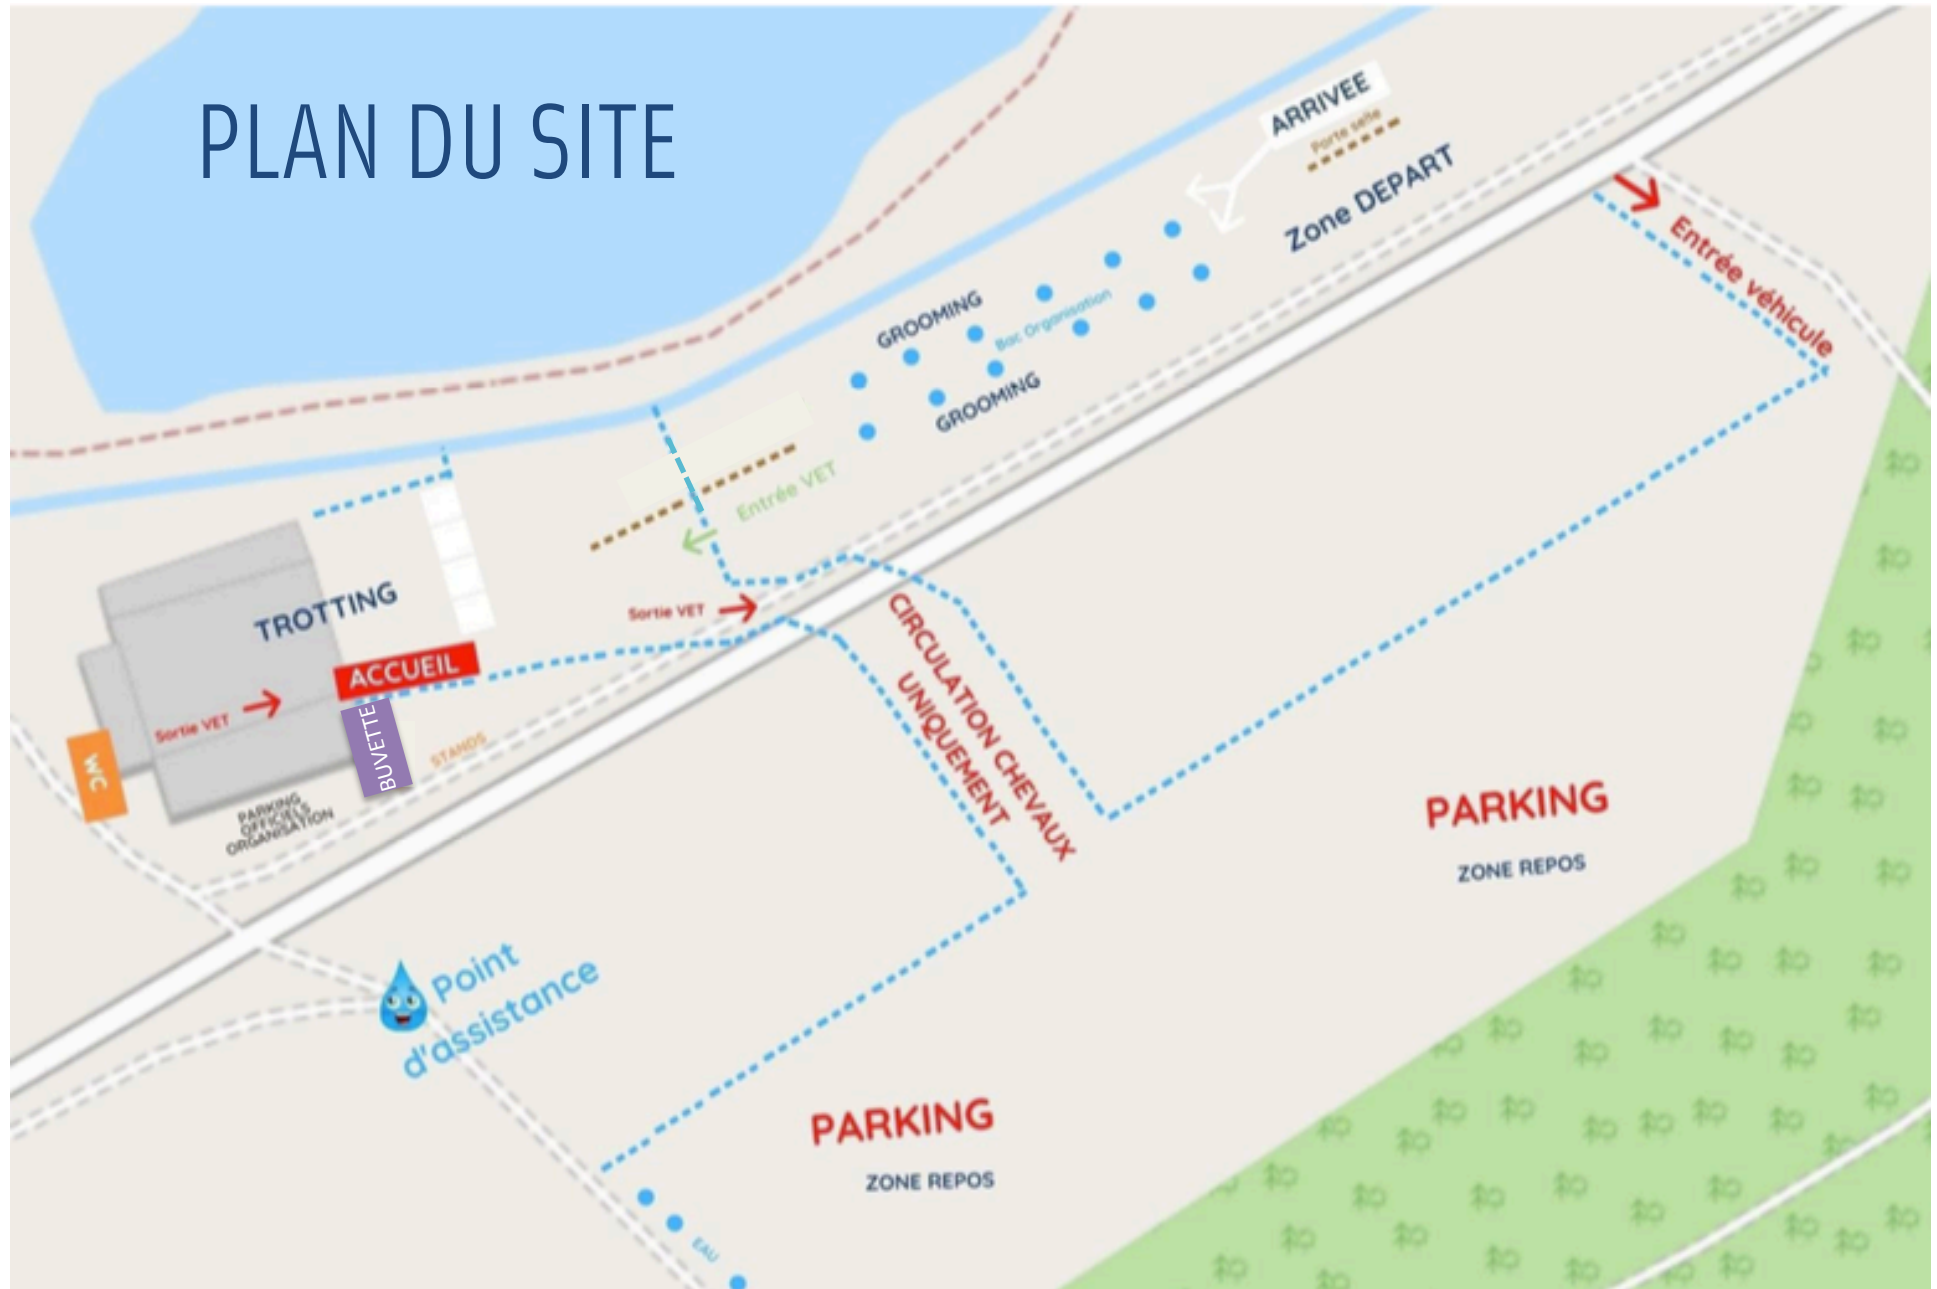 PLAN DU SITE
ARRIVEE
Porte selle
Zone DEPART
Entrée véhicule
GROOMING
Bac Organisation
GROOMING
Entrée VET
TROTTING
Sortie VET
ACCUEIL
CIRCULATION CHEVAUX
UNIQUEMENT
Sortie VET
BUVETTE
STANDS
WC
PARKING
OFFICIELS
ORGANISATION
PARKING
ZONE REPOS
Point
d'assistance
PARKING
ZONE REPOS
EAU